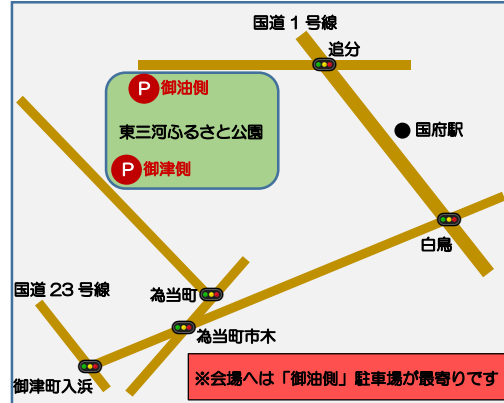 国道1号線
追分
P 御油側
東三河ふるさと公園
国府駅
P 御津側
白鳥
国道23号線
為当町
為当町市木
御津町入浜
※会場へは「御油側」駐車場が最寄りです